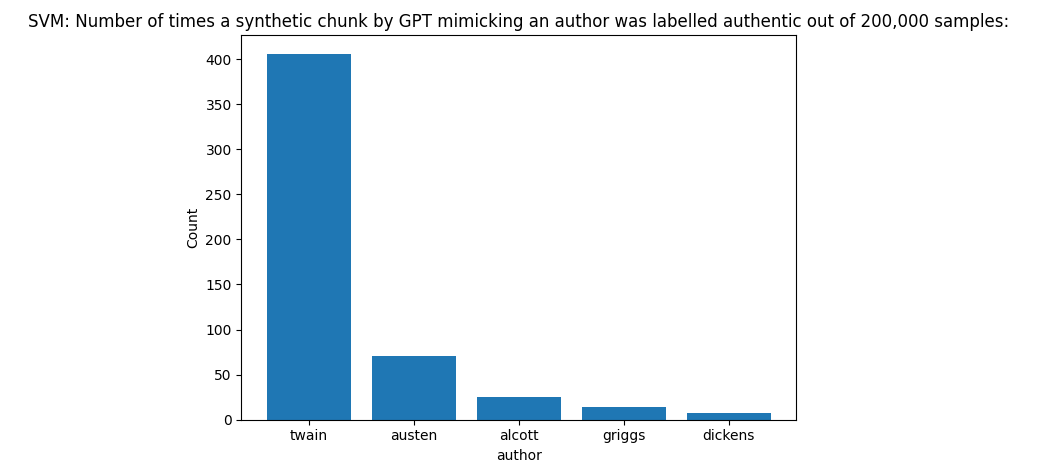 SVM: Number of times a synthetic chunk by GPT mimicking an author was labelled authentic out of 200,000 samples:
400
350
300
250
200
150
100
50
0
Count
twain austen alcott griggs dickens
author